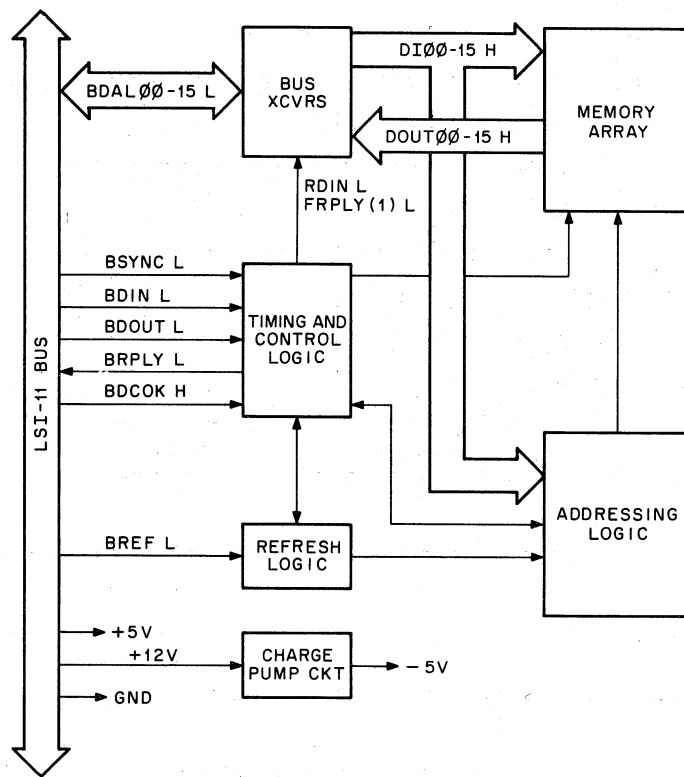 BDALØØ-15 L
BUS
XCVRS
DIØØ-15 H
DOUTØØ-15 H
MEMORY
ARRAY
RDIN L
FRPLY(1) L
BSYNC L
BDIN L
BDOUT L
BRPLY L
BDCOK H
TIMING AND
CONTROL
LOGIC
LSI-11 BUS
BREF L
REFRESH
LOGIC
ADDRESSING
LOGIC
+5V
+12V
GND
CHARGE
PUMP CKT
-5V